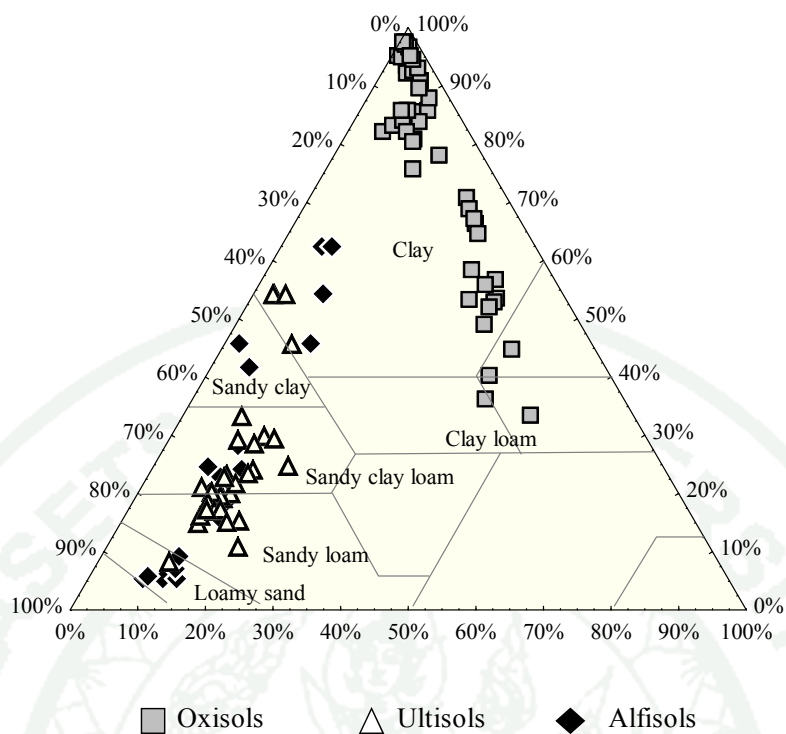 0% 100%
10% 90%
20% 80%
30% 70%
Clay
40% 60%
50% 50%
60% Sandy clay 40%
70% Clay loam 30%
Sandy clay loam
80% 20%
90% Sandy loam 10%
Loamy sand
100% 0%
0% 10% 20% 30% 40% 50% 60% 70% 80% 90% 100%
Oxisols Ultisols Alfisols